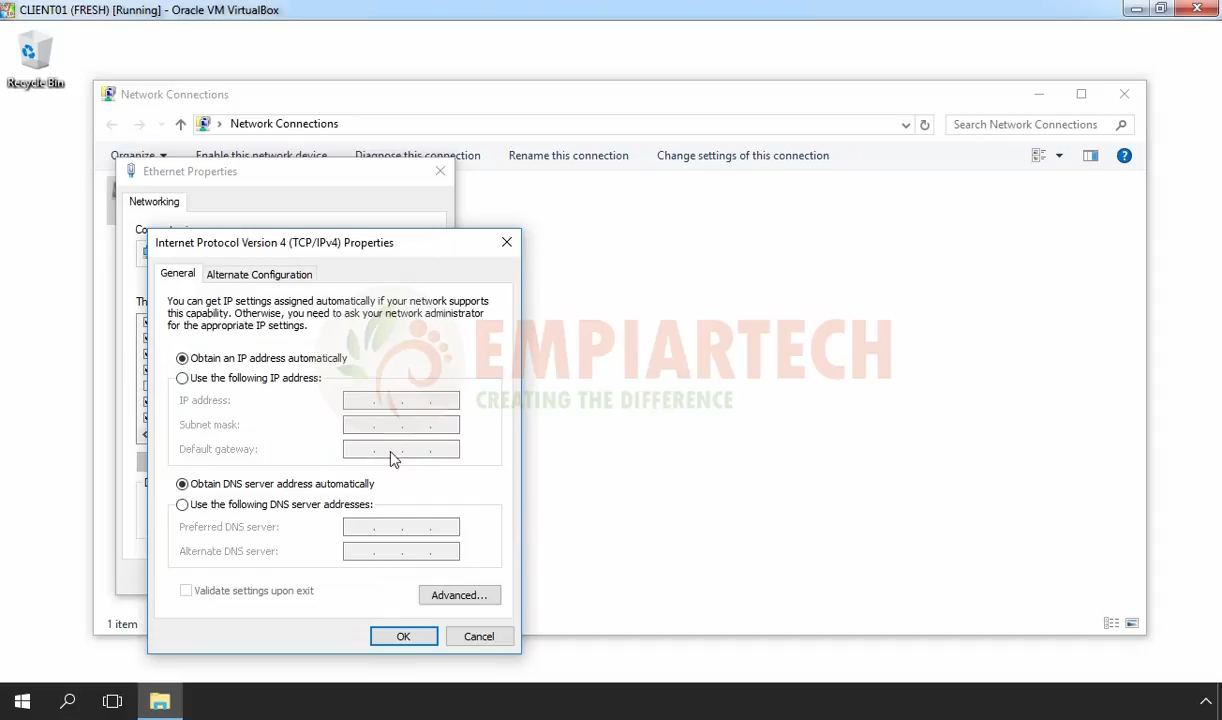 CLIENT01 (FRESH) [Running] - Oracle VM VirtualBox
Recycle Bin
Network Connections
Network Connections
Search Network Connections
Organize
Enable this network device
Diagnose this connection
Rename this connection
Change settings of this connection
Ethernet Properties
Networking
Co
Internet Protocol Version 4 (TCP/IPv4) Properties
General
Alternate Configuration
Th
You can get IP settings assigned automatically if your network supports
this capability. Otherwise, you need to ask your network administrator
for the appropriate IP settings.
EMPIARTECH
CREATING THE DIFFERENCE
Obtain an IP address automatically
Use the following IP address:
IP address:
Subnet mask:
Default gateway:
Obtain DNS server address automatically
Use the following DNS server addresses:
Preferred DNS server:
Alternate DNS server:
Validate settings upon exit
Advanced...
OK
Cancel
1 item